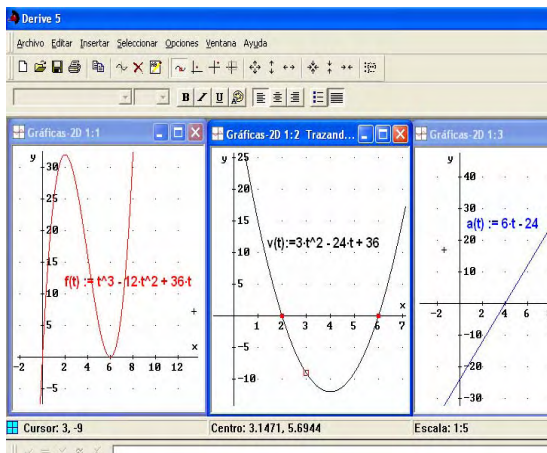 Derive 5
Archivo Editar Insertar Seleccionar Opciones Ventana Ayuda
B I U
Gráficas-2D 1:1
y
30
20
15
10
5
-5
-2 2 4 6 8 10 12
x
f(t) := t^3 - 12·t^2 + 36·t
Gráficas-2D 1:2 Trazand...
y
25
20
15
10
5
-5
-10
1 2 3 4 5 6 7
x
v(t):=3·t^2 - 24·t + 36
Gráficas-2D 1:3
y
40
30
20
10
-10
-20
-30
-2 2 4 6 8
x
a(t) := 6·t - 24
Cursor: 3, -9
Centro: 3.1471, 5.6944
Escala: 1:5